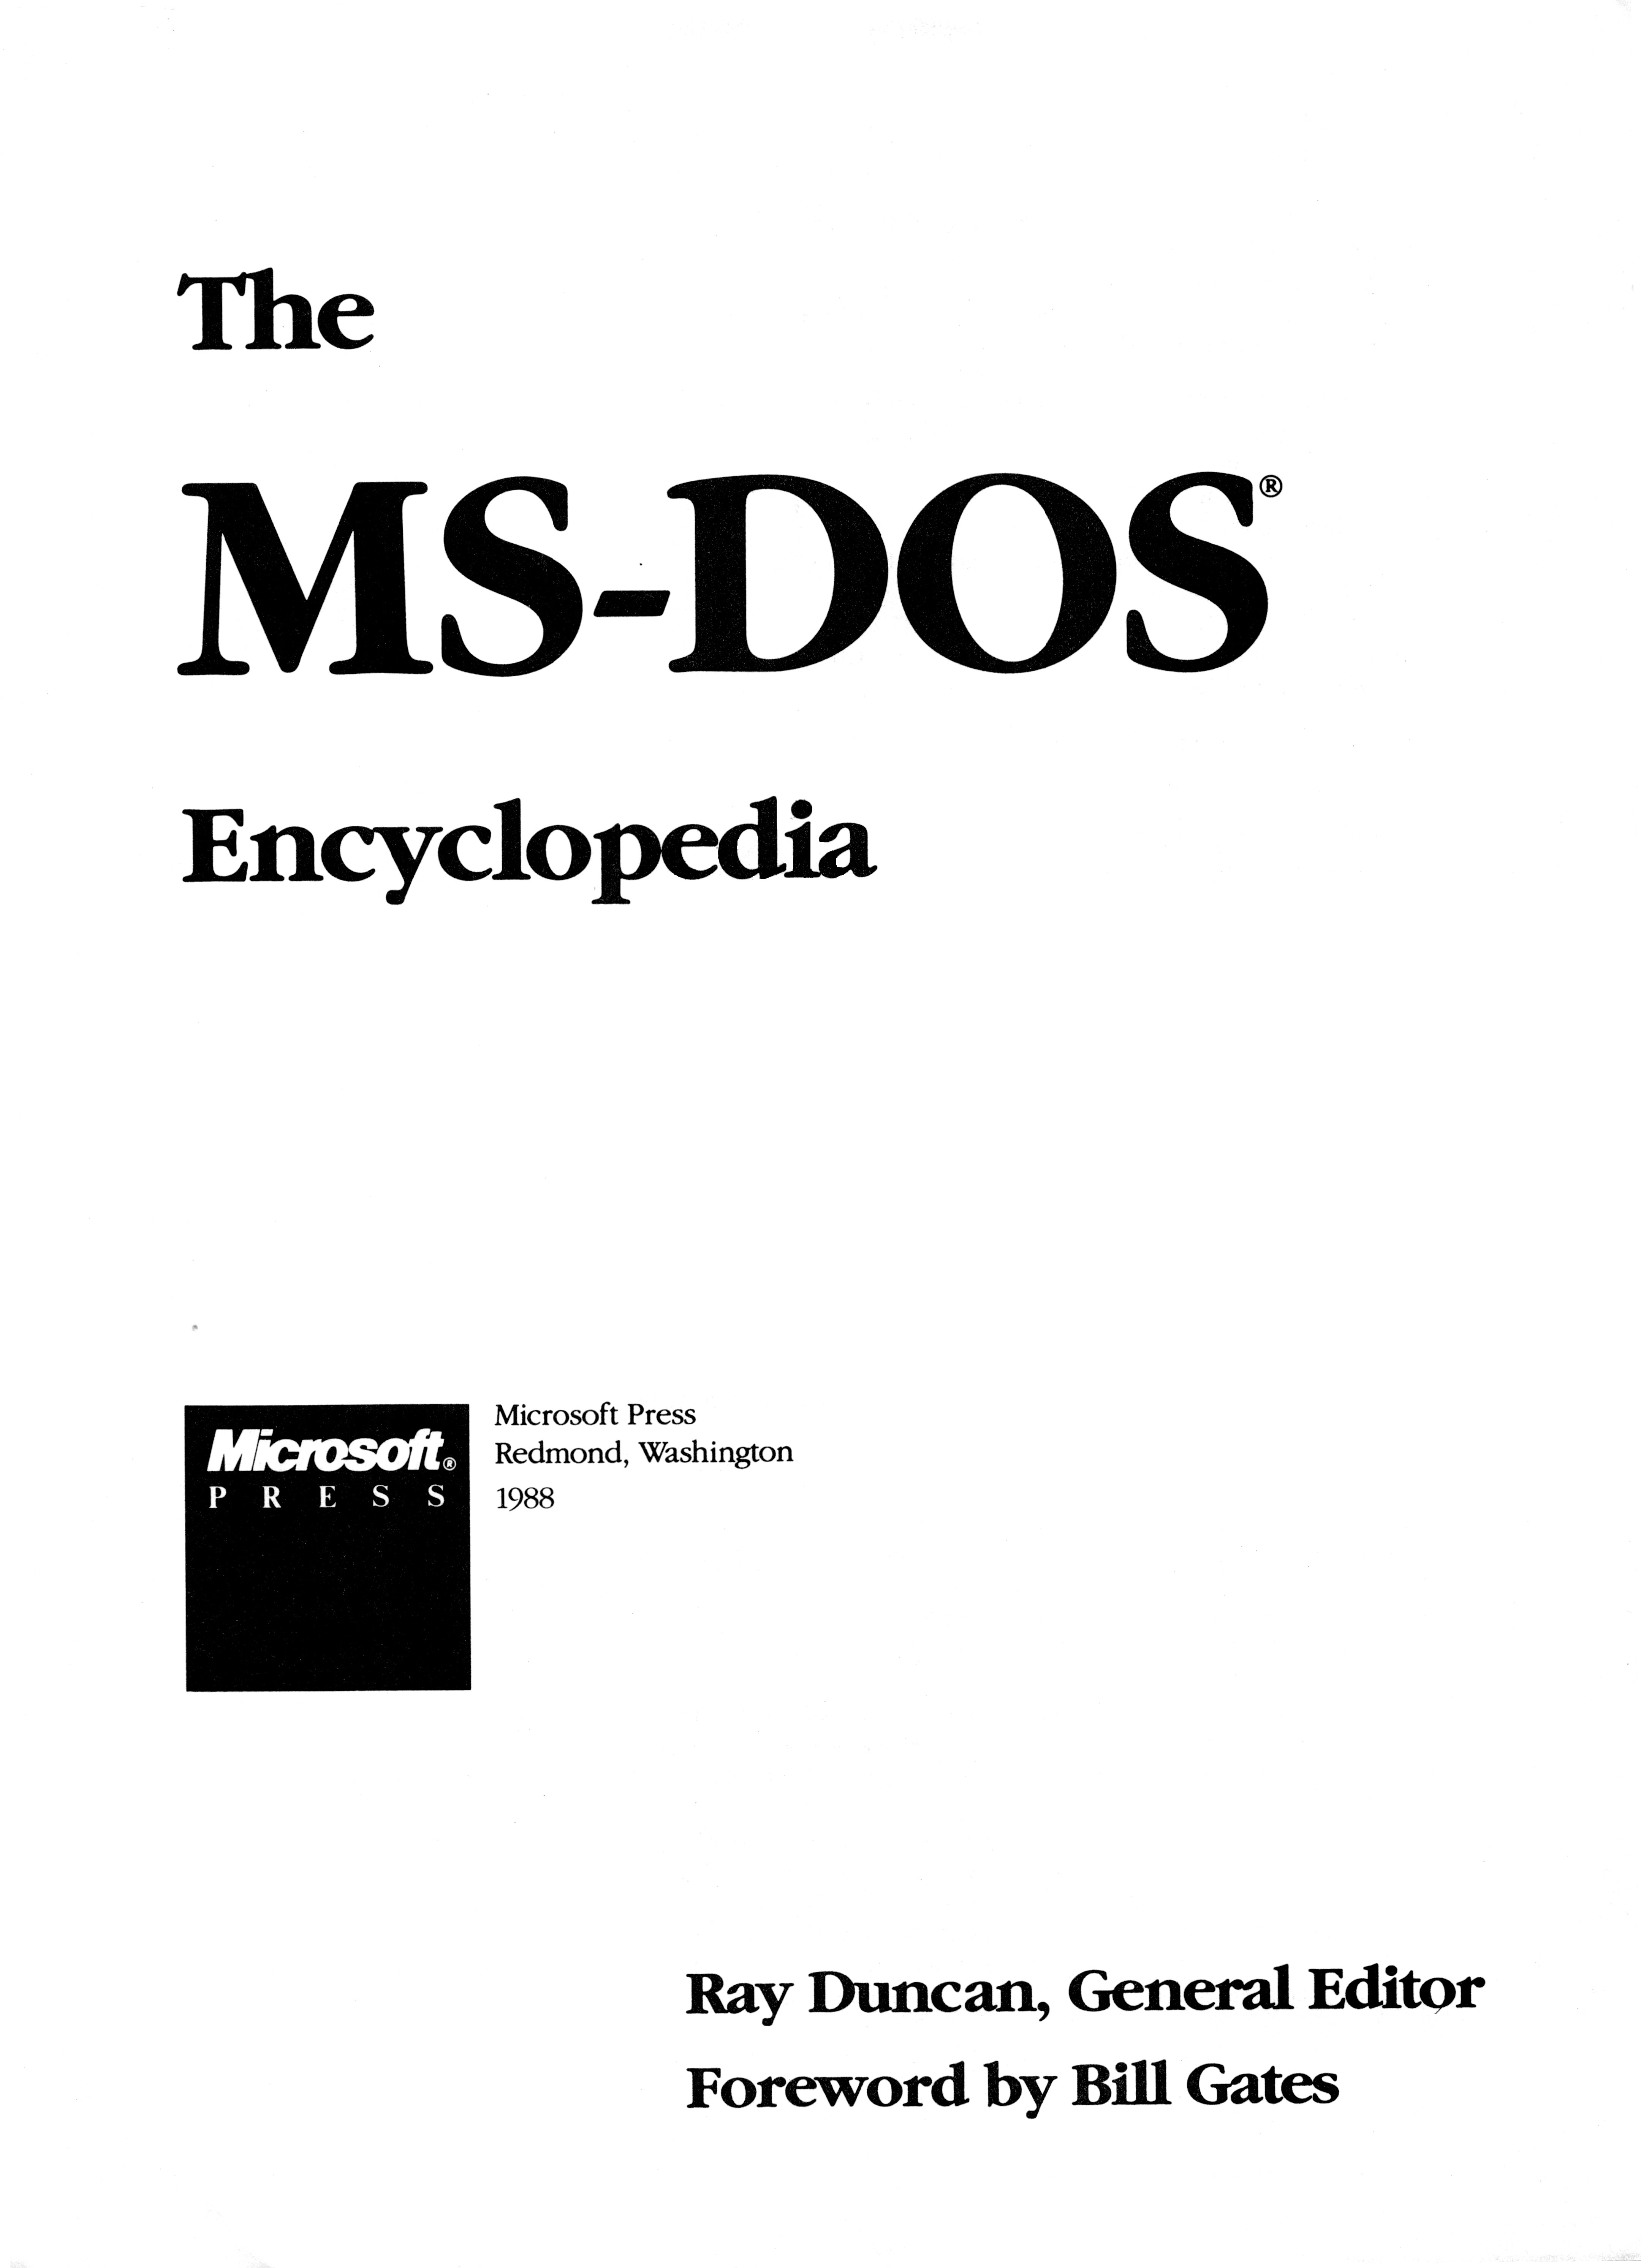 The
MS-DOS®
Encyclopedia
Microsoft®
PRESS
Microsoft Press
Redmond, Washington
1988
Ray Duncan, General Editor
Foreword by Bill Gates